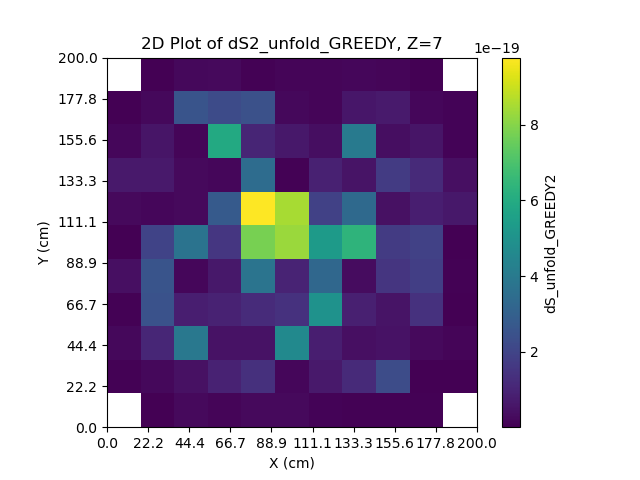 2D Plot of dS2_unfold_GREEDY, Z=7
1e−19
200.0
177.8
155.6
133.3
111.1
88.9
66.7
44.4
22.2
0.0
Y (cm)
8
6
4
2
dS_unfold_GREEDY2
0.0 22.2 44.4 66.7 88.9 111.1 133.3 155.6 177.8 200.0
X (cm)